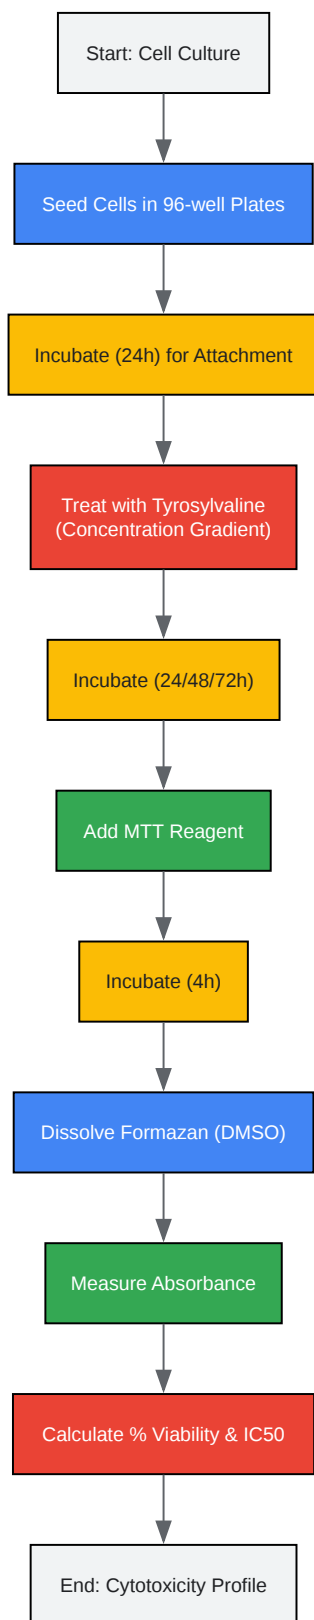 Start: Cell Culture
Seed Cells in 96-well Plates
Incubate (24h) for Attachment
Treat with Tyrosylvaline
(Concentration Gradient)
Incubate (24/48/72h)
Add MTT Reagent
Incubate (4h)
Dissolve Formazan (DMSO)
Measure Absorbance
Calculate % Viability & IC50
End: Cytotoxicity Profile